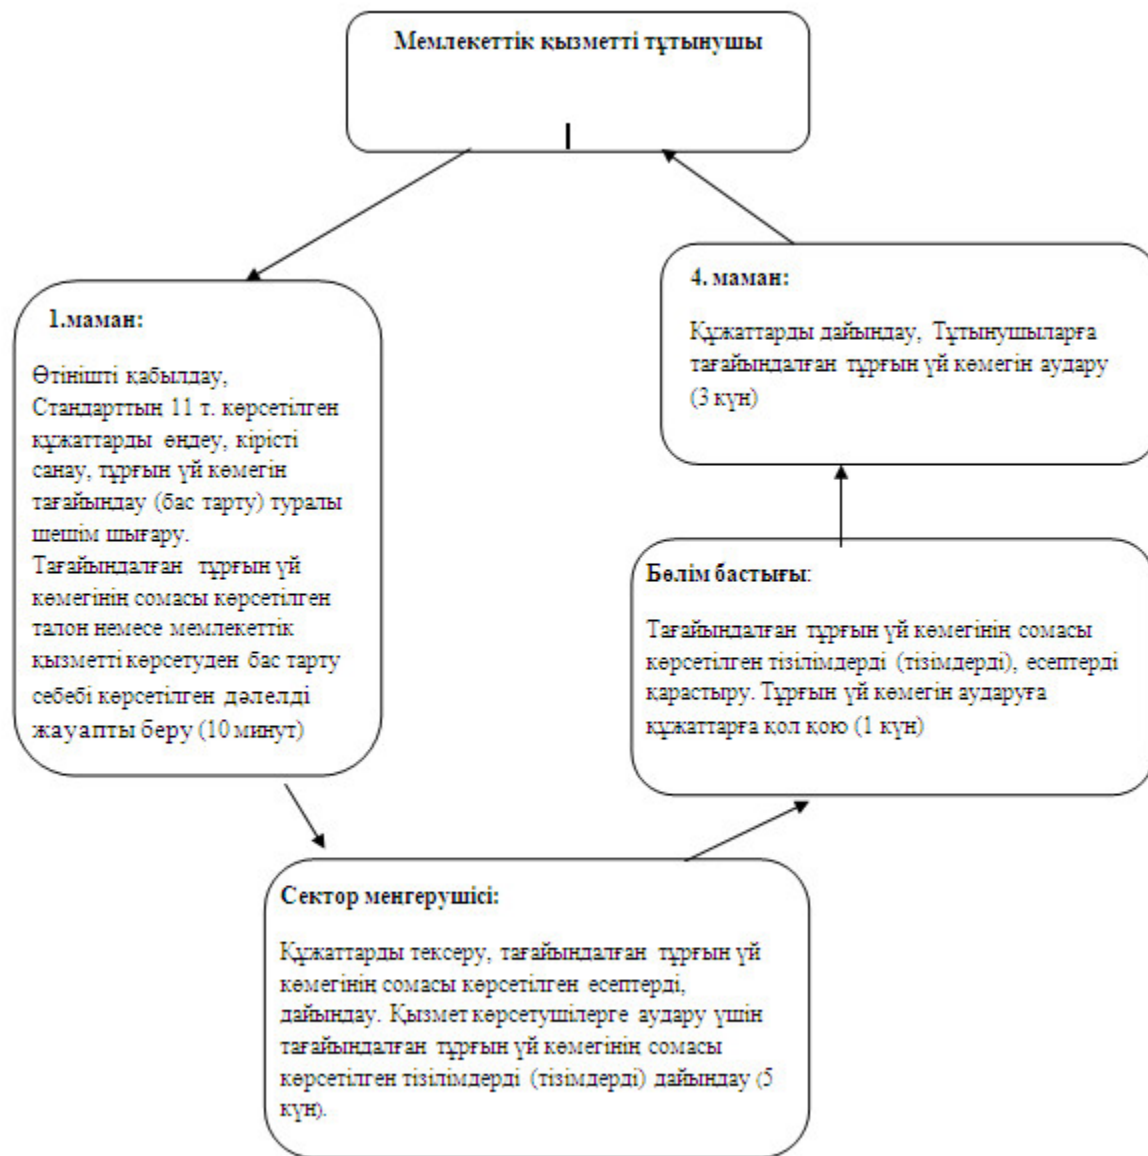 Мемлекеттік қызметті тұтынушы
1.маман:
Өтінішті қабылдау,
Стандарттың 11 т. көрсетілген
құжаттарды өңдеу, кірісті
санау, тұрғын үй көмегін
тағайындау (бас тарту) туралы
шешім шығару.
Тағайындалған тұрғын үй
көмегінің сомасы көрсетілген
талон немесе мемлекеттік
қызметті көрсетуден бас тарту
себебі көрсетілген дәлелді
жауапты беру (10 минут)
Сектор меңгерушісі:
Құжаттарды тексеру, тағайындалған тұрғын үй
көмегінің сомасы көрсетілген есептерді,
дайындау. Қызмет көрсетушілерге аудару үшін
тағайындалған тұрғын үй көмегінің сомасы
көрсетілген тізілімдерді (тізімдерді) дайындау (5
күн).
Бөлім бастығы:
Тағайындалған тұрғын үй көмегінің сомасы
көрсетілген тізілімдерді (тізімдерді), есептерді
қарастыру. Тұрғын үй көмегін аударуға
құжаттарға қол қою (1 күн)
4. маман:
Құжаттарды дайындау, Тұтынушыларға
тағайындалған тұрғын үй көмегін аудару
(3 күн)